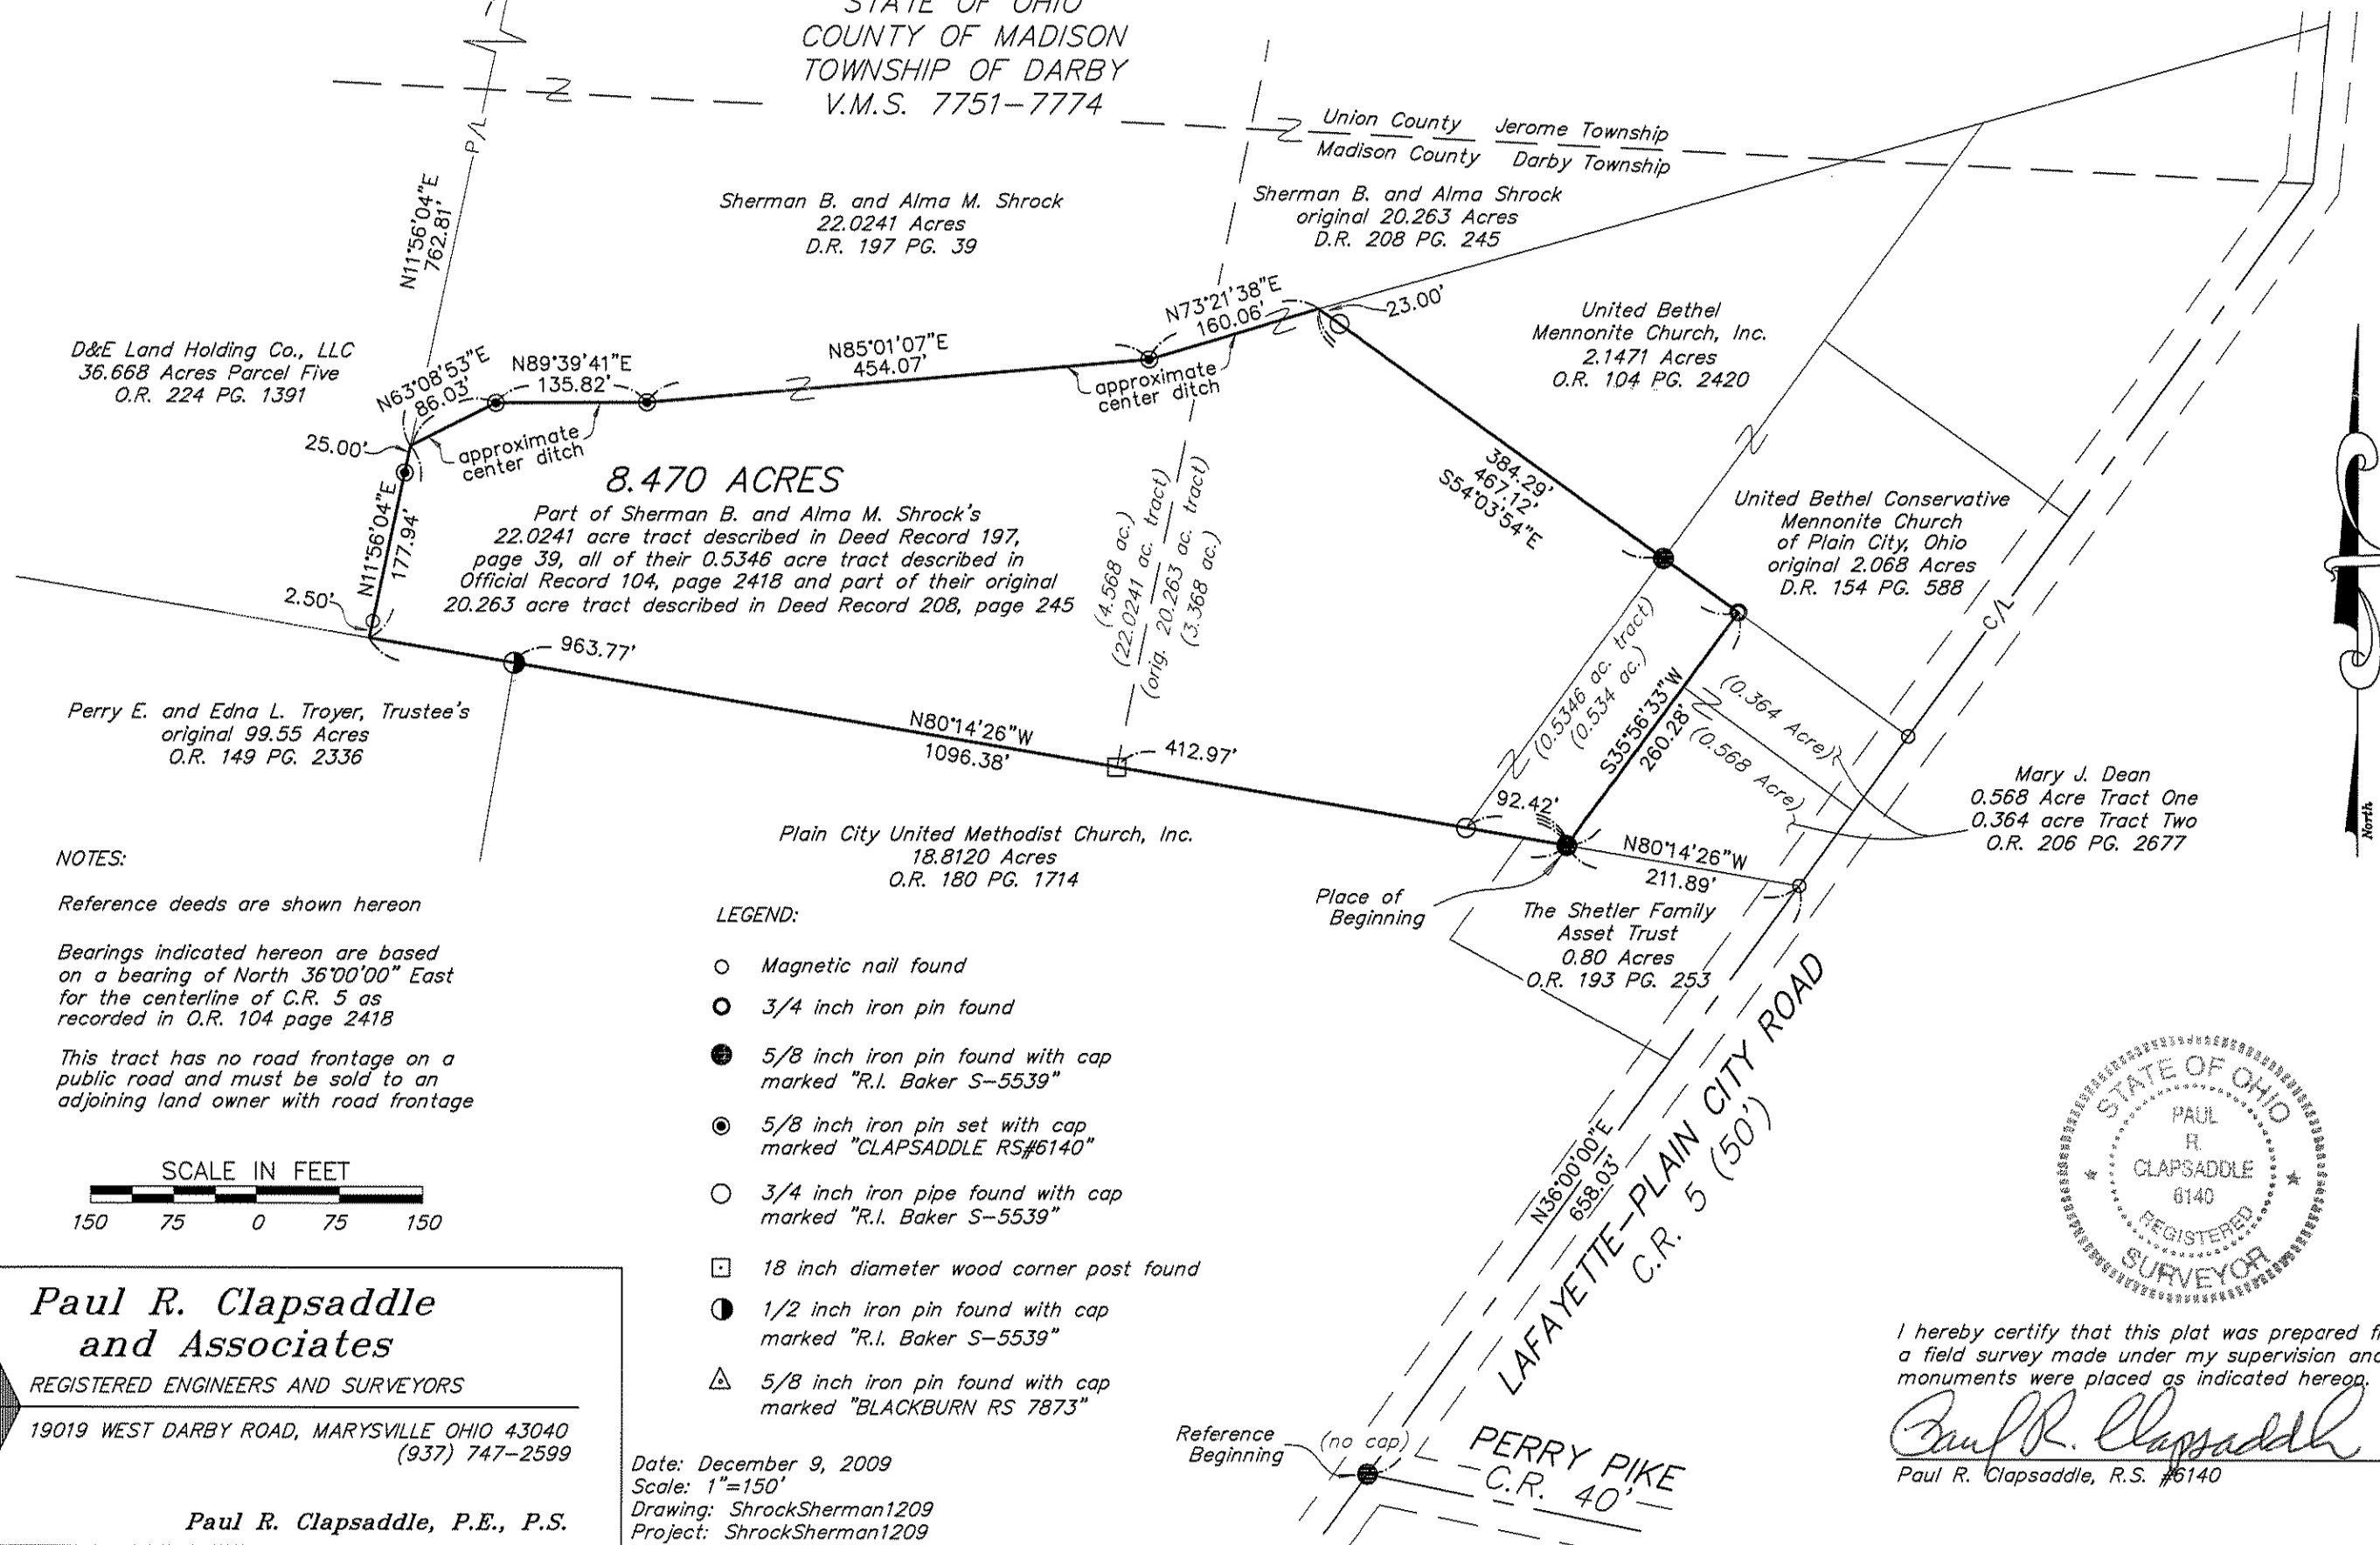 STATE OF OHIO
COUNTY OF MADISON
TOWNSHIP OF DARBY
V.M.S. 7751-7774
Union County Jerome Township
Madison County Darby Township
P/L
N11°56'04"E
762.81'
Sherman B. and Alma M. Shrock
22.0241 Acres
D.R. 197 PG. 39
Sherman B. and Alma Shrock
original 20.263 Acres
D.R. 208 PG. 245
D&E Land Holding Co., LLC
36.668 Acres Parcel Five
O.R. 224 PG. 1391
N63°08'53"E
86.03'
N89°39'41"E
135.82'
N85°01'07"E
454.07'
N73°21'38"E
160.06'
23.00'
approximate
center ditch
approximate
center ditch
25.00'
N11°56'04"E
177.94'
2.50'
United Bethel
Mennonite Church, Inc.
2.1471 Acres
O.R. 104 PG. 2420
384.29'
467.12'
S54°03'54"E
8.470 ACRES
Part of Sherman B. and Alma M. Shrock's
22.0241 acre tract described in Deed Record 197,
page 39, all of their 0.5346 acre tract described in
Official Record 104, page 2418 and part of their original
20.263 acre tract described in Deed Record 208, page 245
(4.568 ac.)
(22.0241 ac. tract)
(orig. 20.263 ac. tract)
(3.368 ac.)
United Bethel Conservative
Mennonite Church
of Plain City, Ohio
original 2.068 Acres
D.R. 154 PG. 588
C/L
963.77'
N80°14'26"W
1096.38'
412.97'
92.42'
(0.5346 ac. tract)
(0.534 ac.)
S35°56'33"W
260.28'
(0.364 Acre)
(0.568 Acre)
Perry E. and Edna L. Troyer, Trustee's
original 99.55 Acres
O.R. 149 PG. 2336
Plain City United Methodist Church, Inc.
18.8120 Acres
O.R. 180 PG. 1714
Mary J. Dean
0.568 Acre Tract One
0.364 acre Tract Two
O.R. 206 PG. 2677
North
N80°14'26"W
211.89'
Place of
Beginning
The Shetler Family
Asset Trust
0.80 Acres
O.R. 193 PG. 253
NOTES:
Reference deeds are shown hereon
Bearings indicated hereon are based
on a bearing of North 36°00'00" East
for the centerline of C.R. 5 as
recorded in O.R. 104 page 2418
This tract has no road frontage on a
public road and must be sold to an
adjoining land owner with road frontage
SCALE IN FEET
150 75 0 75 150
LEGEND:
Magnetic nail found
3/4 inch iron pin found
5/8 inch iron pin found with cap
marked "R.I. Baker S-5539"
5/8 inch iron pin set with cap
marked "CLAPSADDLE RS#6140"
3/4 inch iron pipe found with cap
marked "R.I. Baker S-5539"
18 inch diameter wood corner post found
1/2 inch iron pin found with cap
marked "R.I. Baker S-5539"
5/8 inch iron pin found with cap
marked "BLACKBURN RS 7873"
N36°00'00"E
658.03'
LAFAYETTE-PLAIN CITY ROAD
C.R. 5 (50')
Reference
Beginning
(no cap)
PERRY PIKE
C.R. 40'
STATE OF OHIO
PAUL
R.
CLAPSADDLE
6140
REGISTERED
SURVEYOR
I hereby certify that this plat was prepared
a field survey made under my supervision and
monuments were placed as indicated hereon.
Paul R. Clapsaddle
Paul R. Clapsaddle, R.S. #6140
Paul R. Clapsaddle
and Associates
REGISTERED ENGINEERS AND SURVEYORS
19019 WEST DARBY ROAD, MARYSVILLE OHIO 43040
(937) 747-2599
Paul R. Clapsaddle, P.E., P.S.
Date: December 9, 2009
Scale: 1"=150'
Drawing: ShrockSherman1209
Project: ShrockSherman1209